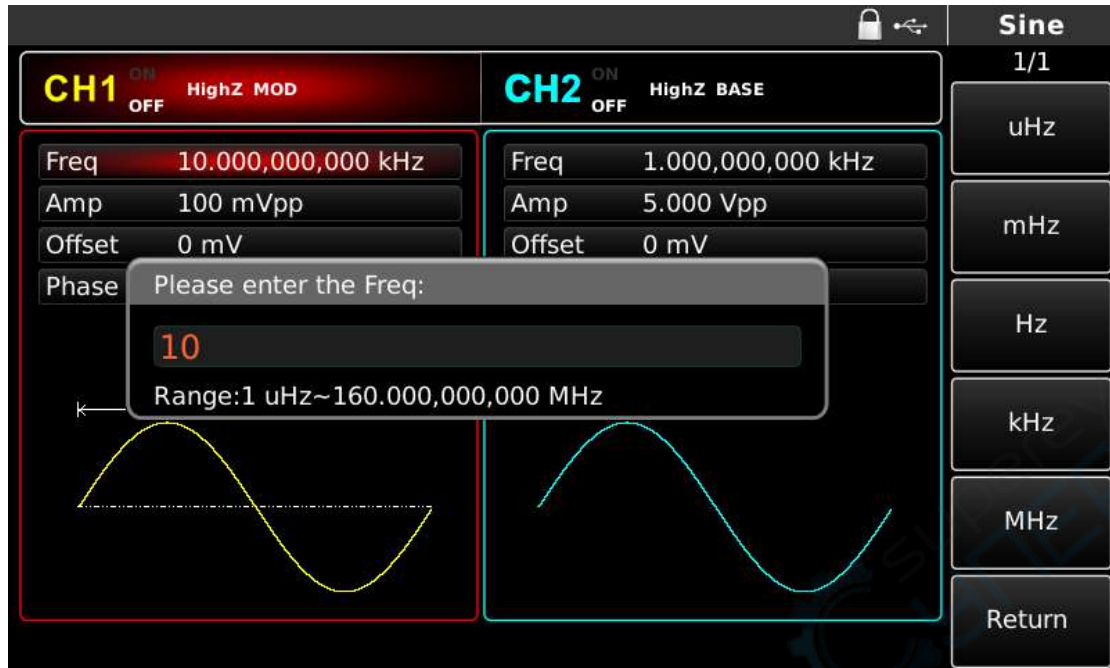 Sine
1/1
CH1 ON OFF HighZ MOD
CH2 ON OFF HighZ BASE
Freq 10.000,000,000 kHz
Amp 100 mVpp
Offset 0 mV
Phase
Freq 1.000,000,000 kHz
Amp 5.000 Vpp
Offset 0 mV
Please enter the Freq:
10
Range:1 uHz~160.000,000,000 MHz
uHz
mHz
Hz
kHz
MHz
Return